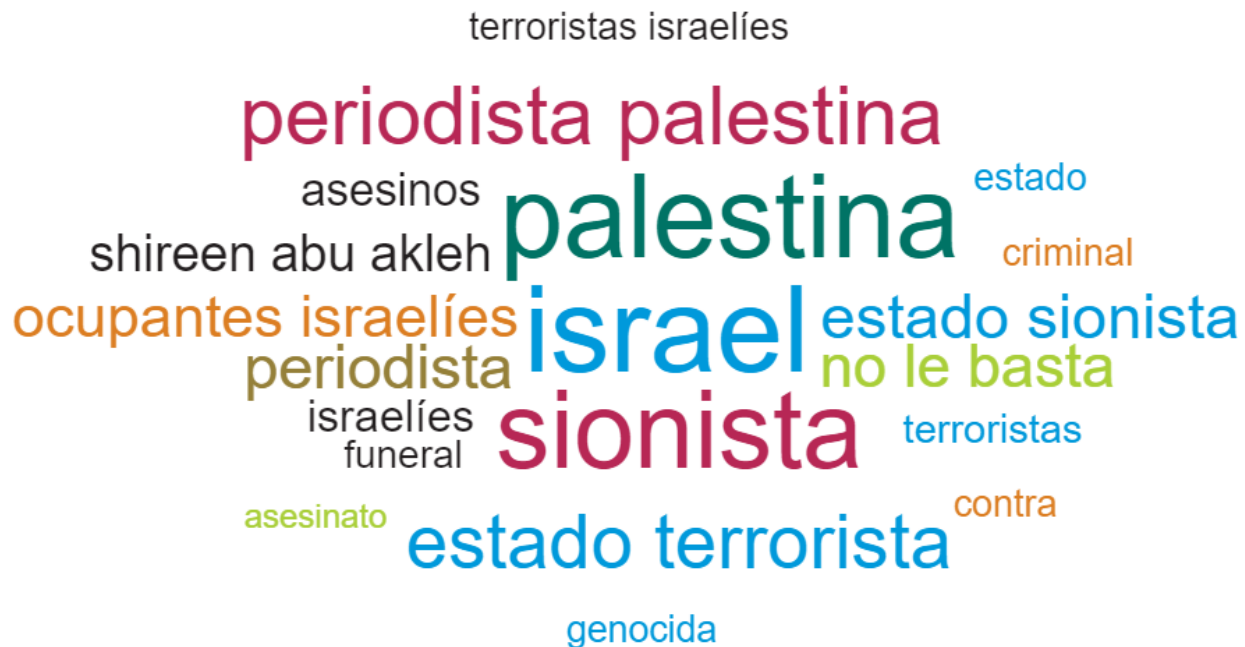 terroristas israelíes
periodista palestina
asesinos
palestina
estado
shireen abu akleh
criminal
ocupantes israelíes
israel
estado sionista
periodista
no le basta
israelíes
sionista
terroristas
funeral
asesinato
estado terrorista
contra
genocida